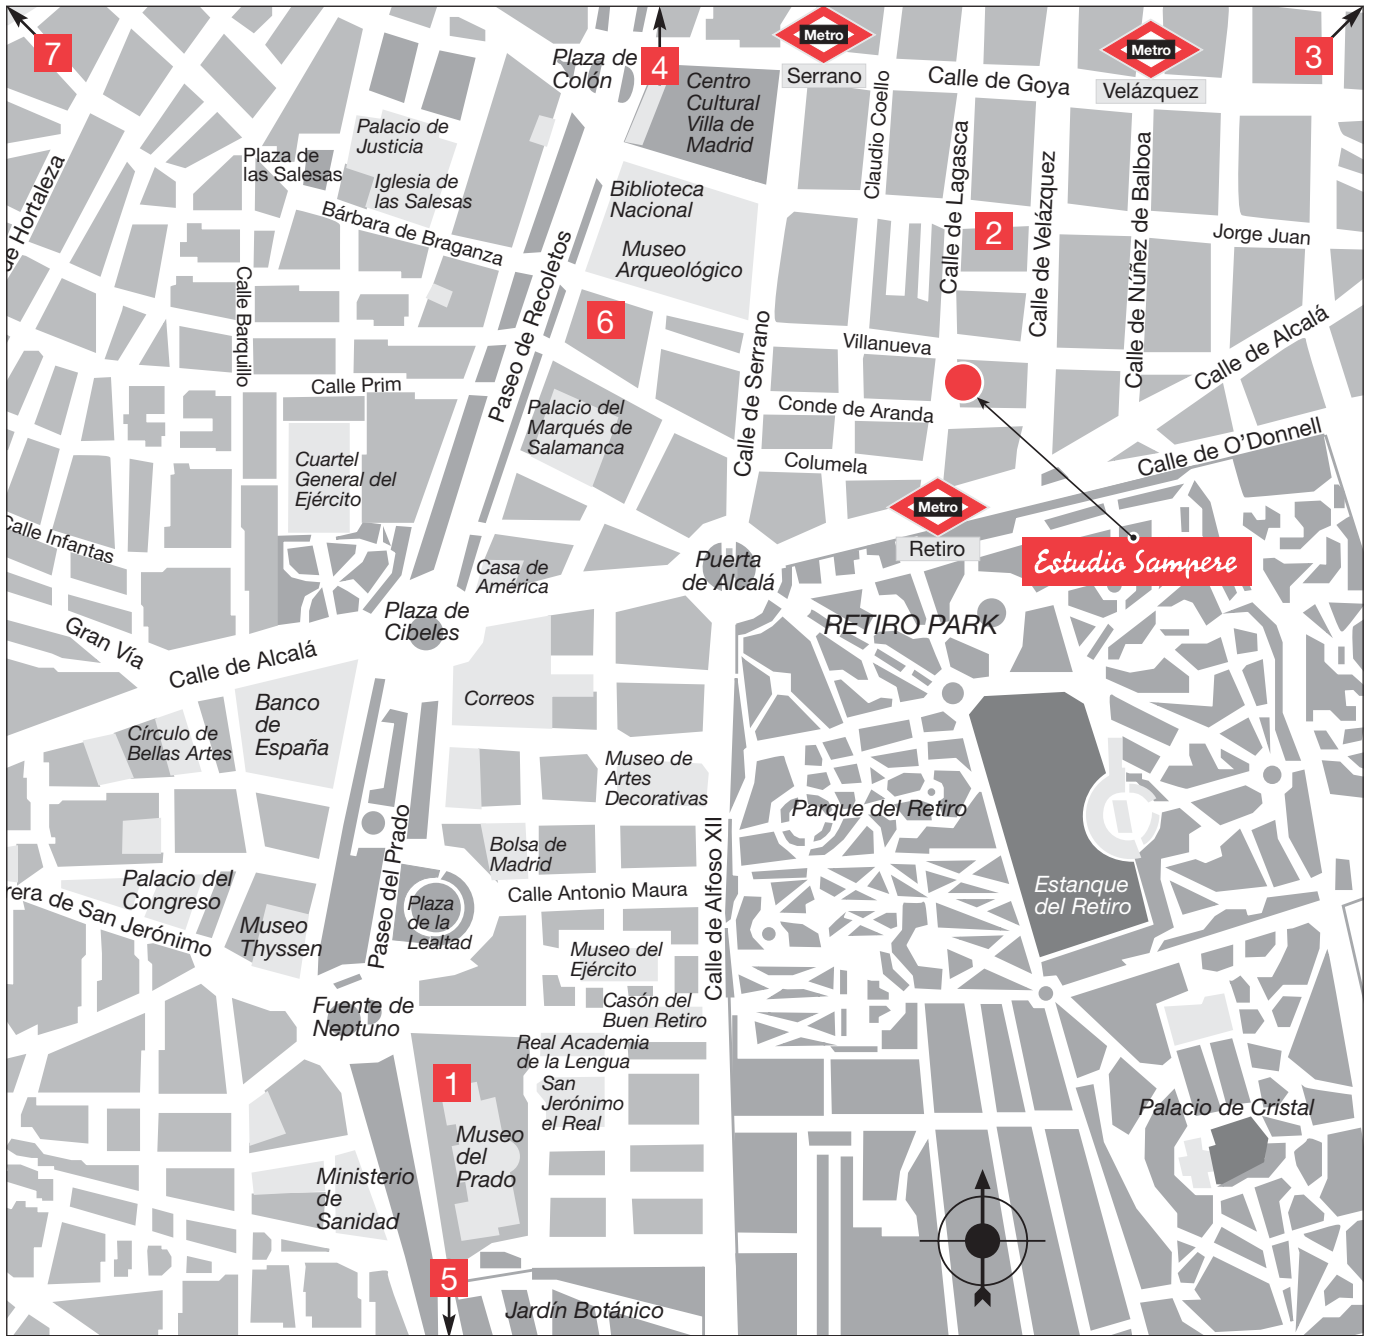 7
Plaza de
Colón
4
Metro
Serrano
Metro
Velázquez
3
Centro
Cultural
Villa de
Madrid
Calle de Goya
Claudio Coello
Palacio de
Justicia
Plaza de
las Salesas
Iglesia de
las Salesas
Bárbara de Braganza
Biblioteca
Nacional
Museo
Arqueológico
Calle de Lagasca
2
Calle de Velázquez
Calle de Núñez de Balboa
Jorge Juan
de Hortaleza
Calle Barquillo
Paseo de Recoletos
6
Calle de Serrano
Villanueva
Calle de Alcalá
Calle Prim
Palacio del
Marqués de
Salamanca
Conde de Aranda
Columela
Calle de O'Donnell
Cuartel
General del
Ejército
Metro
Retiro
Calle Infantas
Casa de
América
Puerta
de Alcalá
Estudio Sampere
Plaza de
Cibeles
RETIRO PARK
Gran Vía
Calle de Alcalá
Banco
de
España
Correos
Círculo de
Bellas Artes
Museo de
Artes
Decorativas
Parque del Retiro
Paseo del Prado
Bolsa de
Madrid
Calle de Alfoso XII
Palacio del
Congreso
Calle Antonio Maura
Estanque
del Retiro
rera de San Jerónimo
Museo
Thyssen
Plaza
de la
Lealtad
Museo del
Ejército
Fuente de
Neptuno
Casón del
Buen Retiro
Real Academia
de la Lengua
1
San
Jerónimo
el Real
Palacio de Cristal
Museo
del
Prado
Ministerio
de
Sanidad
5
Jardín Botánico